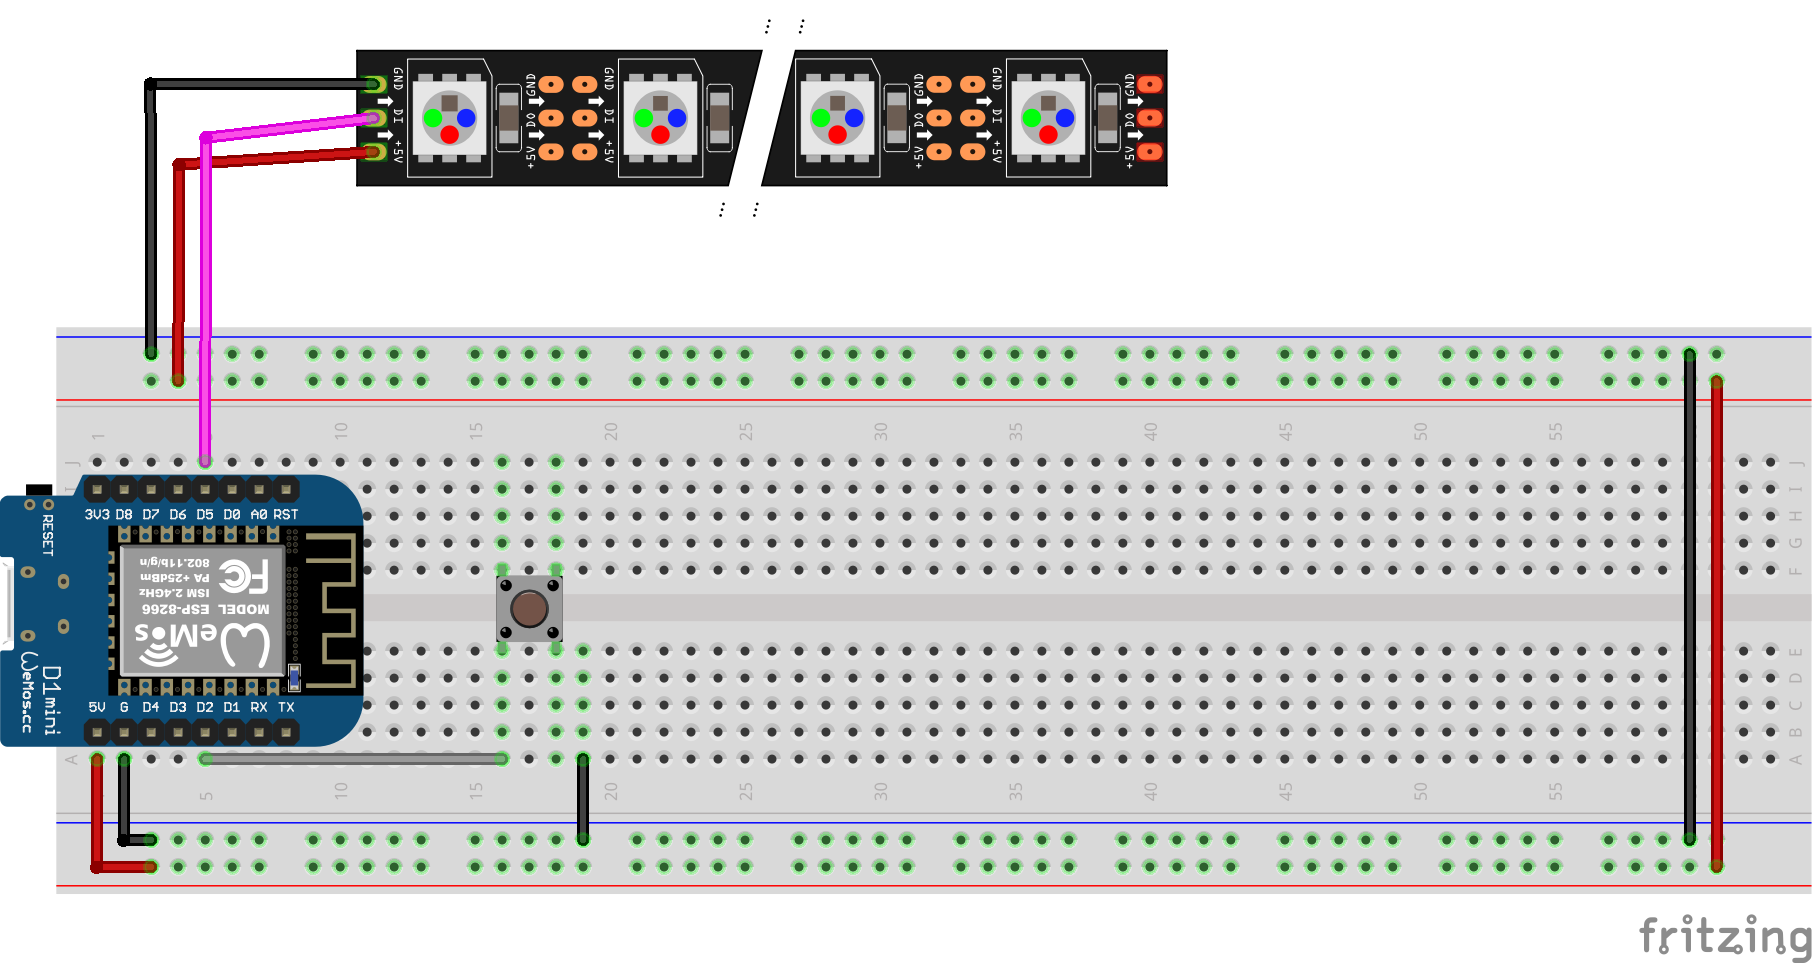 GND DI +5V
GND DO +5V
GND DI +5V
GND DO +5V
GND DI +5V
GND DO +5V
1 10 15 20 25 30 35 40 45 50 55
J J
I I
H
G
F
3V3 D8 D7 D6 D5 D0 A0 RST
RESET
802.11b/g/n
PA +25dBm
ISM 2.4GHz
FC
MODEL ESP-8266
WeMos
D1 mini
WeMos.cc
5V G D4 D3 D2 D1 RX TX
E
D
C
B
A A
5 10 15 20 25 30 35 40 45 50 55
fritzing